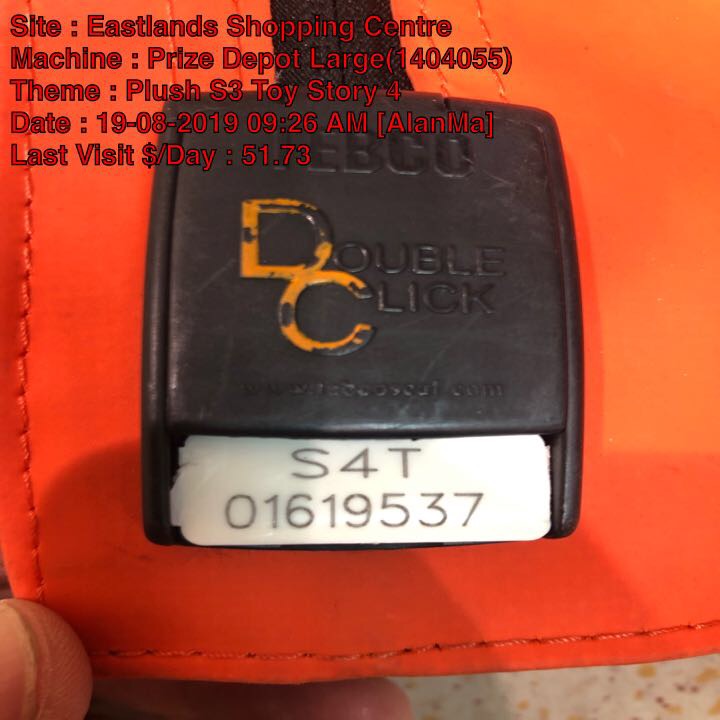 Site : Eastlands Shopping Centre
Machine : Prize Depot Large(1404055)
Theme : Plush S3 Toy Story 4
Date : 19-08-2019 09:26 AM [AlanMa]
Last Visit $/Day : 51.73
TEBCO
DOUBLE
CLICK
S4T
01619537